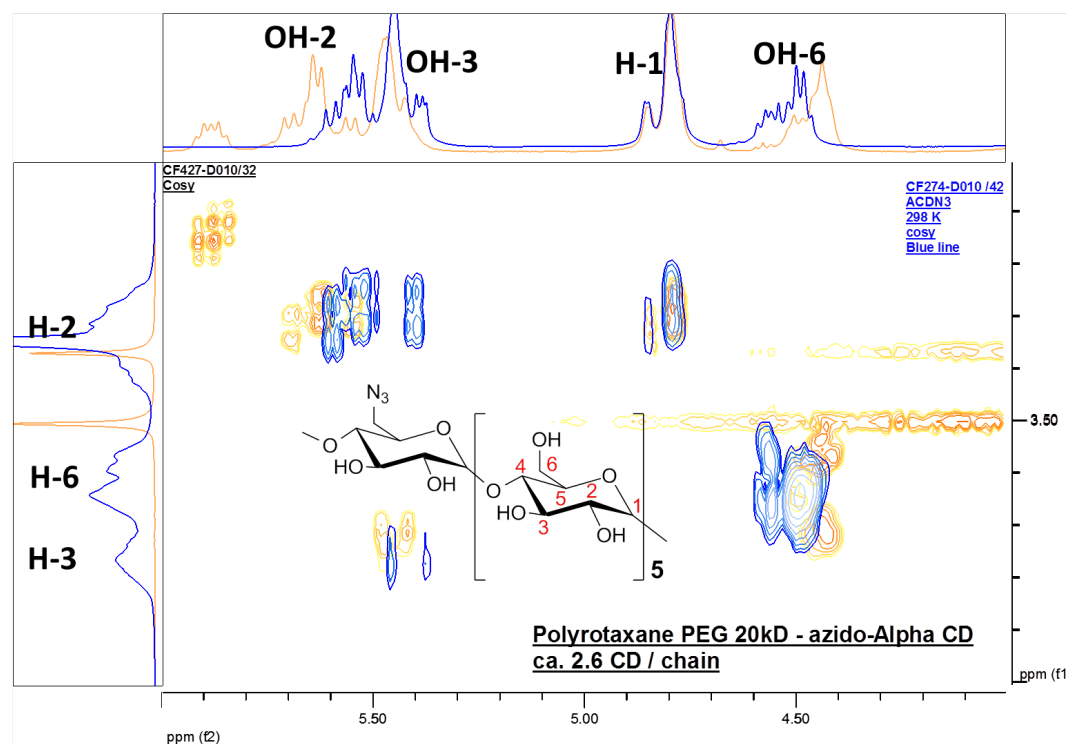 OH-2
OH-3
H-1
OH-6
CF427-D010/32
Cosy
CF274-D010 /42
ACDN3
298 K
cosy
Blue line
H-2
H-6
H-3
N3
O
O
HO
OH
O
OH
6
4
5
O
2
1
HO
3
OH
5
3.50
Polyrotaxane PEG 20kD - azido-Alpha CD
ca. 2.6 CD / chain
ppm (f1
5.50
5.00
4.50
ppm (f2)